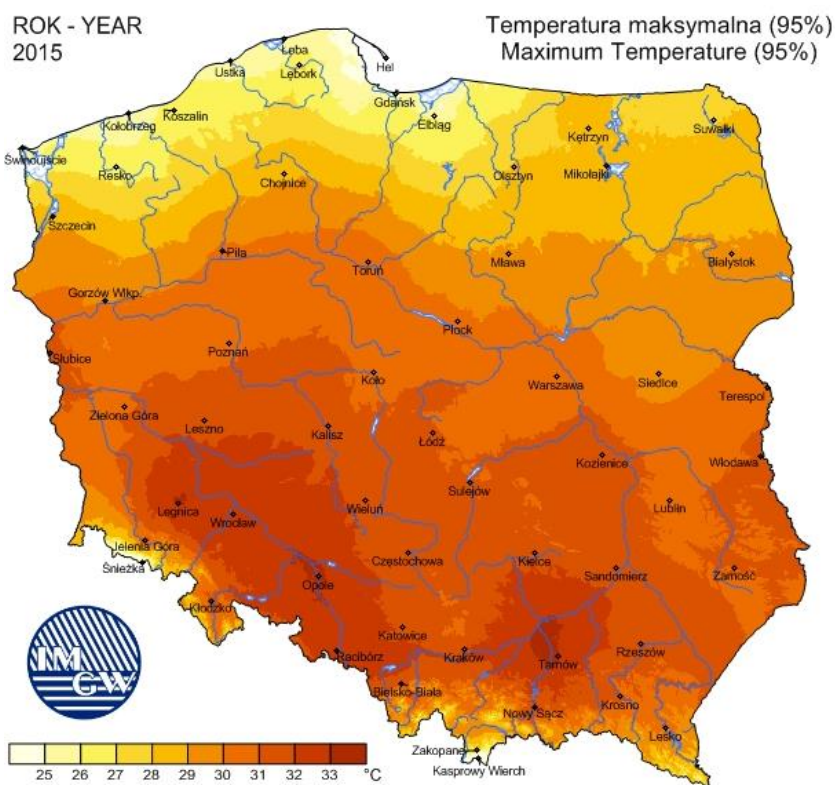 ROK - YEAR
2015
Temperatura maksymalna (95%)
Maximum Temperature (95%)
Łeba
Ustka
Lębork
Hel
Gdańsk
Kołobrzeg
Koszalin
Elbląg
Kętrzyn
Suwałki
Świnoujście
Resko
Chojnice
Olsztyn
Mikołajki
Szczecin
Piła
Toruń
Mława
Białystok
Gorzów Wlkp.
Płock
Słubice
Poznań
Koło
Warszawa
Siedlce
Terespol
Zielona Góra
Leszno
Kalisz
Łódź
Kozienice
Włodawa
Sulejów
Legnica
Wrocław
Wieluń
Lublin
Jelenia Góra
Śnieżka
Częstochowa
Kielce
Sandomierz
Zamość
Opole
Kłodzko
Katowice
Racibórz
Kraków
Tarnów
Rzeszów
Bielsko-Biała
Nowy Sącz
Krosno
Lesko
Zakopane
Kasprowy Wierch
IM
GW
25 26 27 28 29 30 31 32 33 °C